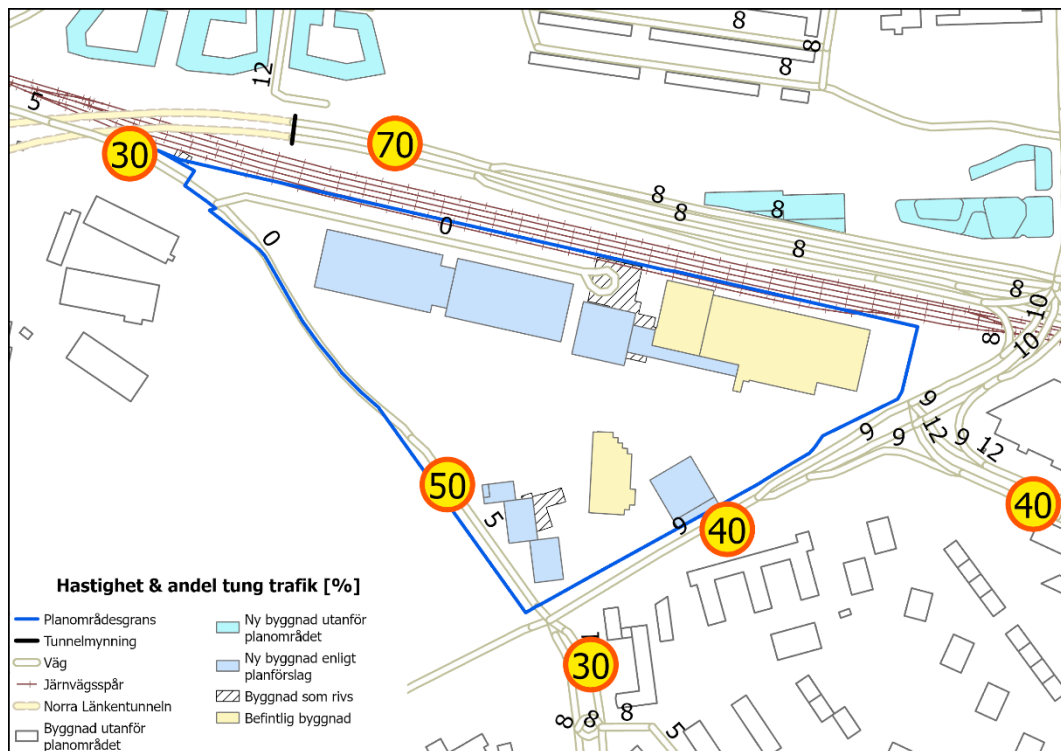 8
8
8
12
5
70
30
8
8
8
0
0
8
8
10
8
10
9
9
9
12
9
12
50
40
5
9
40
Hastighet & andel tung trafik [%]
Planområdesgrans
Tunnelmynning
Väg
Järnvägsspår
Norra Länkentunneln
Byggnad utanför
planområdet
Ny byggnad utanför
planområdet
Ny byggnad enligt
planförslag
Byggnad som rivs
Befintlig byggnad
30
8
8
8
5